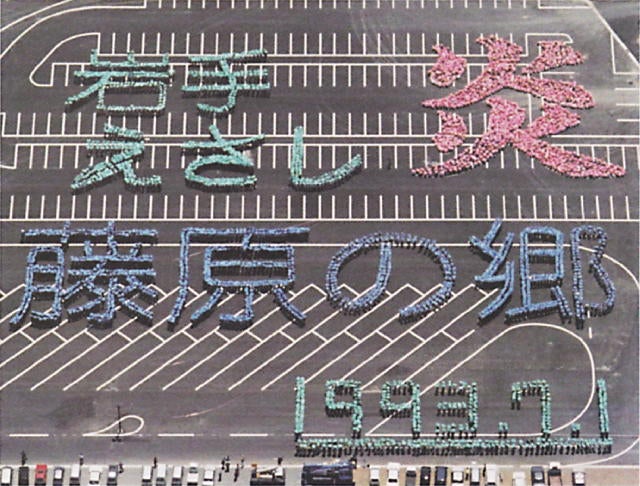 岩手
えさし
炎
藤原の郷
1993.7.1